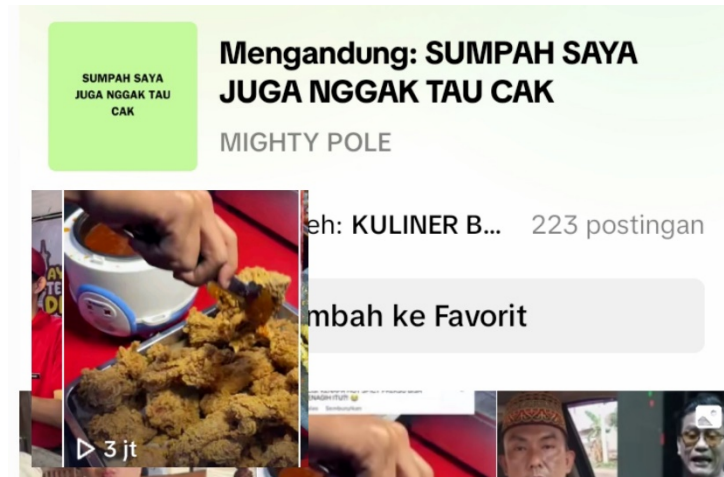 SUMPAH SAYA
JUGA NGGAK TAU
CAK
Mengandung: SUMPAH SAYA
JUGA NGGAK TAU CAK
MIGHTY POLE
eh: KULINER B... 223 postingan
mbah ke Favorit
3 jt